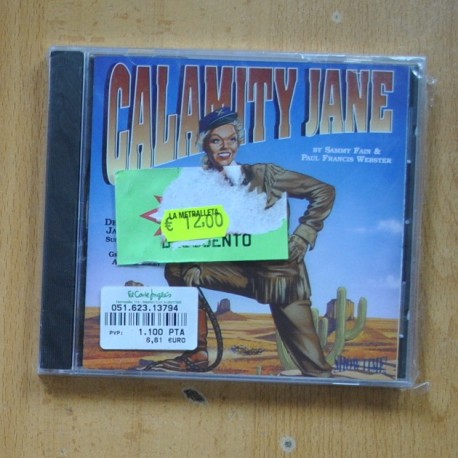 CALAMITY JANE
BY SAMMY FAIN &
PAUL FRANCIS WEBSTER
LA METRALLETA
€ 12.00
El Corte Inglés
051.623.13794
PVP: 1.100 PTA
6,61 EURO